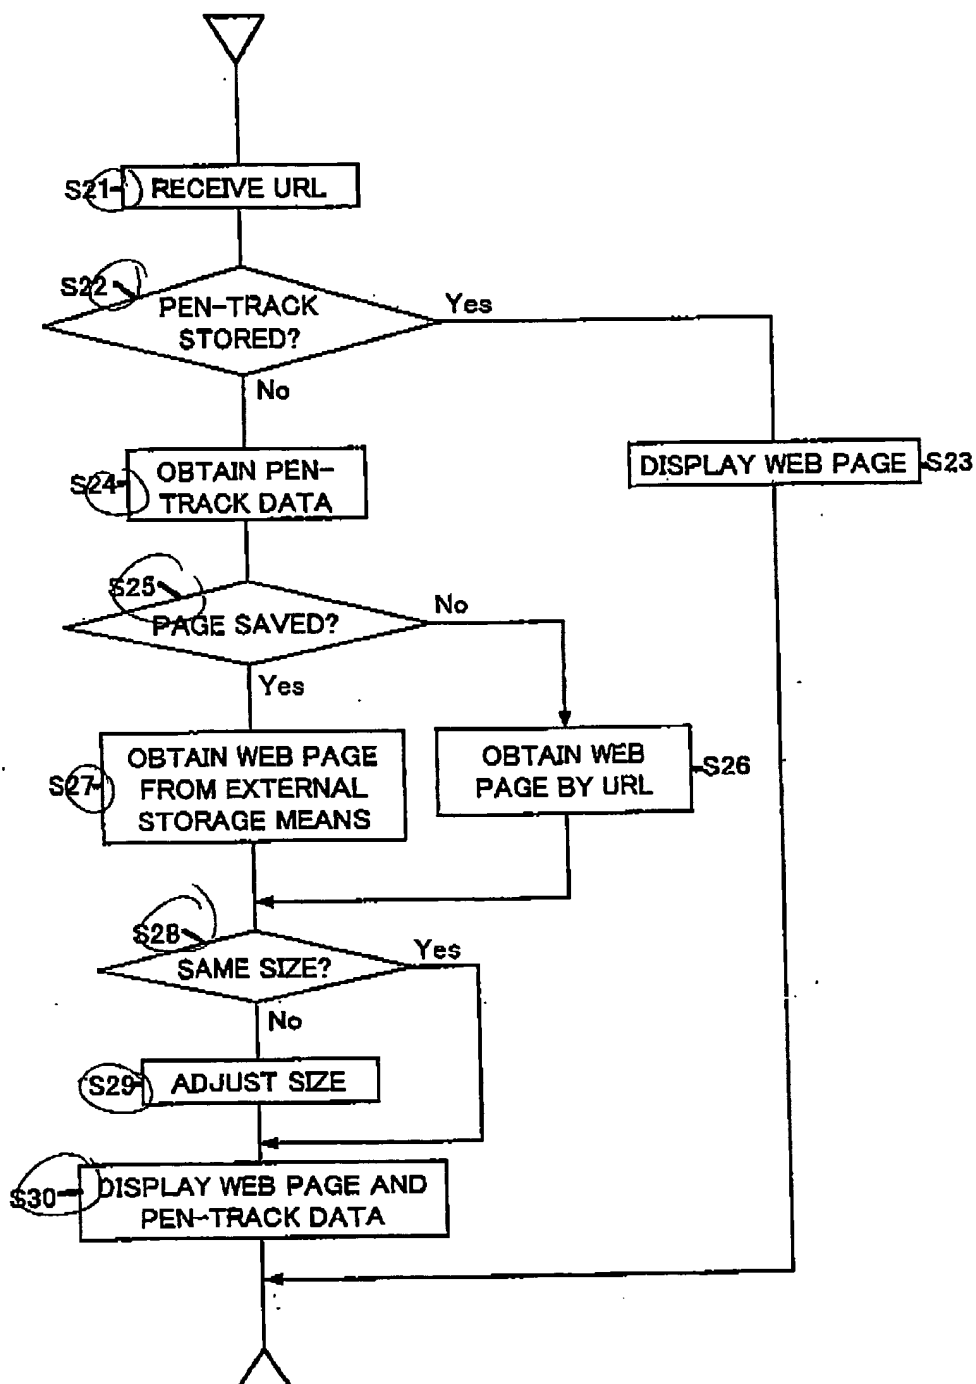 S21
RECEIVE URL
S22
PEN-TRACK
STORED?
Yes
No
S24
OBTAIN PEN-
TRACK DATA
DISPLAY WEB PAGE
S23
S25
PAGE SAVED?
No
Yes
S27
OBTAIN WEB PAGE
FROM EXTERNAL
STORAGE MEANS
OBTAIN WEB
PAGE BY URL
S26
S28
SAME SIZE?
Yes
No
S29
ADJUST SIZE
S30
DISPLAY WEB PAGE AND
PEN-TRACK DATA